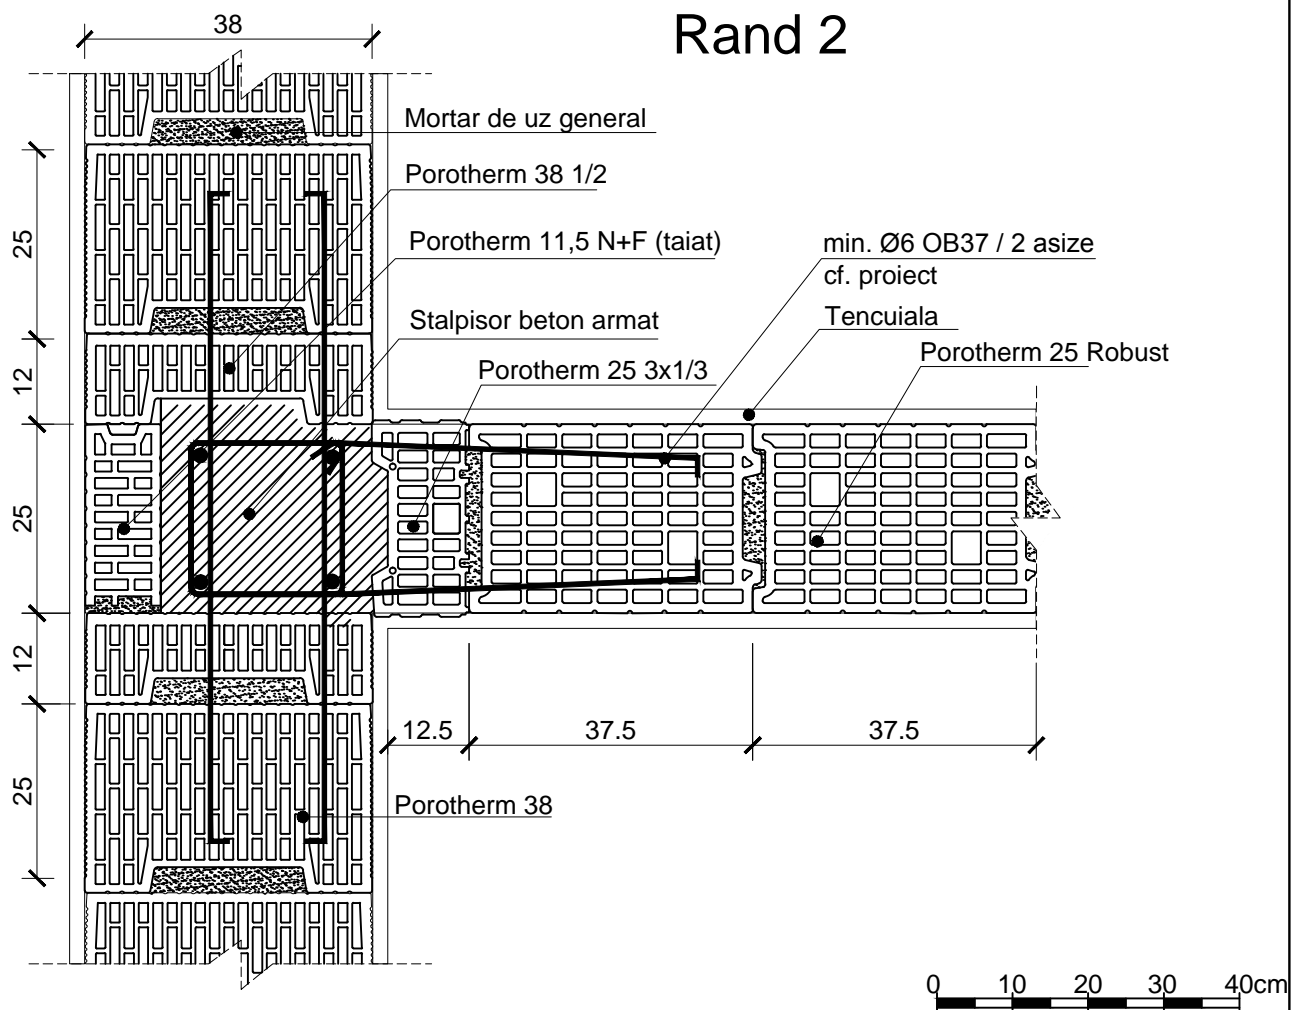 Rand 2
38
Mortar de uz general
Porotherm 38 1/2
Porotherm 11,5 N+F (taiat)
min. Ø6 OB37 / 2 asize
cf. proiect
Stalpisor beton armat
Tencuiala
Porotherm 25 3x1/3
Porotherm 25 Robust
25
12
25
12
25
12.5
37.5
37.5
Porotherm 38
0 10 20 30 40cm